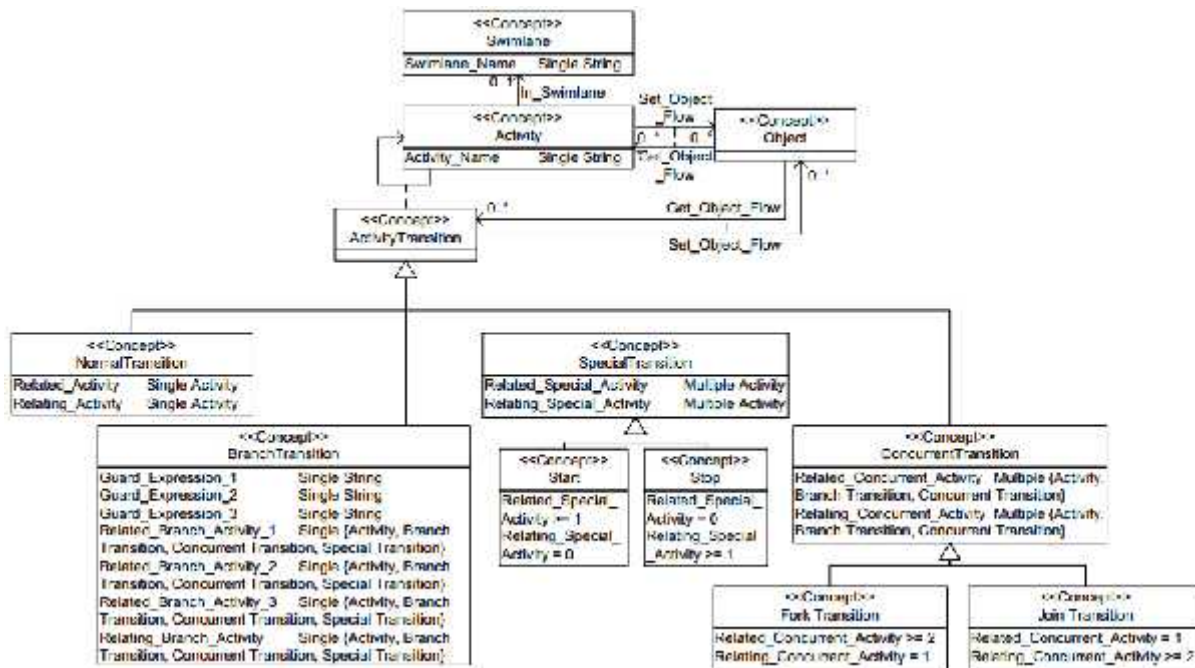 <<Concept>>
Swimlane
Swimlane_Name Single String
0..1
In_Swimlane
<<Concept>>
Activity
Activity_Name Single String
Set_Object
_Flow
0..* 0..*
Get_Object
_Flow
<<Concept>>
Object
0..*
0..*
Get_Object_Flow
Set_Object_Flow
<<Concept>>
ActivityTransition
<<Concept>>
NormalTransition
Related_Activity Single Activity
Relating_Activity Single Activity
<<Concept>>
SpecialTransition
Related_Special_Activity Multiple Activity
Relating_Special_Activity Multiple Activity
<<Concept>>
BranchTransition
Guard_Expression_1 Single String
Guard_Expression_2 Single String
Guard_Expression_3 Single String
Related_Branch_Activity_1 Single {Activity, Branch
Transition, Concurrent Transition, Special Transition}
Related_Branch_Activity_2 Single {Activity, Branch
Transition, Concurrent Transition, Special Transition}
Related_Branch_Activity_3 Single {Activity, Branch
Transition, Concurrent Transition, Special Transition}
Relating_Branch_Activity Single {Activity, Branch
Transition, Concurrent Transition, Special Transition}
<<Concept>>
Start
Related_Special_
Activity >= 1
Relating_Special_
Activity = 0
<<Concept>>
Stop
Related_Special_
Activity = 0
Relating_Special
_Activity >= 1
<<Concept>>
ConcurrentTransition
Related_Concurrent_Activity Multiple {Activity,
Branch Transition, Concurrent Transition}
Relating_Concurrent_Activity Multiple {Activity,
Branch Transition, Concurrent Transition}
<<Concept>>
Fork Transition
Related_Concurrent_Activity >= 2
Relating_Concurrent_Activity = 1
<<Concept>>
Join Transition
Related_Concurrent_Activity = 1
Relating_Concurrent_Activity >= 2